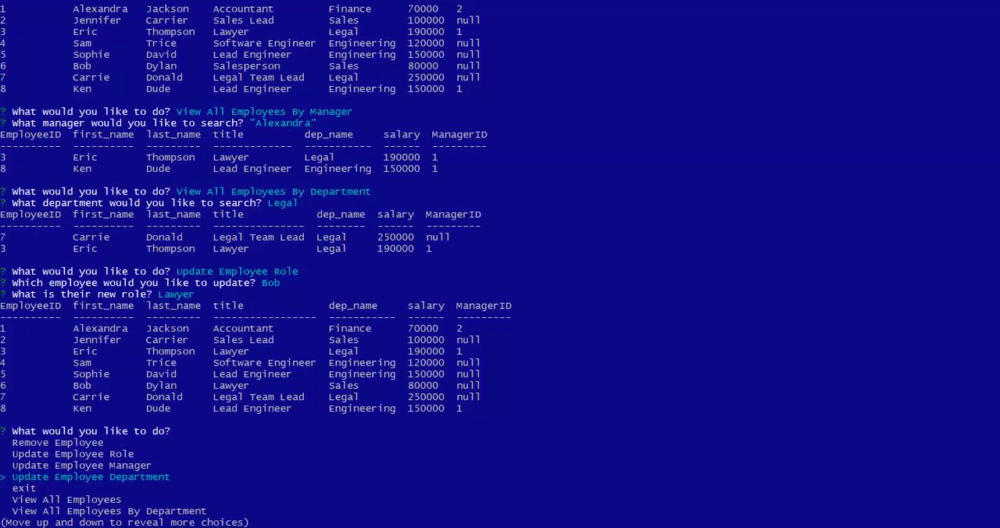 1 Alexandra Jackson Accountant Finance 70000 2
2 Jennifer Carrier Sales Lead Sales 100000 null
3 Eric Thompson Lawyer Legal 190000 1
4 Sam Trice Software Engineer Engineering 120000 null
5 Sophie David Lead Engineer Engineering 150000 null
6 Bob Dylan Salesperson Sales 80000 null
7 Carrie Donald Legal Team Lead Legal 250000 null
8 Ken Dude Lead Engineer Engineering 150000 1
? What would you like to do? View All Employees By Manager
? What manager would you like to search? "Alexandra"
EmployeeID first_name last_name title dep_name salary ManagerID
---------- ---------- --------- ------------- ----------- ------ ---------
3 Eric Thompson Lawyer Legal 190000 1
8 Ken Dude Lead Engineer Engineering 150000 1
? What would you like to do? View All Employees By Department
? What department would you like to search? Legal
EmployeeID first_name last_name title dep_name salary ManagerID
---------- ---------- --------- --------------- -------- ------ ---------
7 Carrie Donald Legal Team Lead Legal 250000 null
3 Eric Thompson Lawyer Legal 190000 1
? What would you like to do? Update Employee Role
? Which employee would you like to update? Bob
? What is their new role? Lawyer
EmployeeID first_name last_name title dep_name salary ManagerID
---------- ---------- --------- ----------------- ----------- ------ ---------
1 Alexandra Jackson Accountant Finance 70000 2
2 Jennifer Carrier Sales Lead Sales 100000 null
3 Eric Thompson Lawyer Legal 190000 1
4 Sam Trice Software Engineer Engineering 120000 null
5 Sophie David Lead Engineer Engineering 150000 null
6 Bob Dylan Lawyer Sales 80000 null
7 Carrie Donald Legal Team Lead Legal 250000 null
8 Ken Dude Lead Engineer Engineering 150000 1
? What would you like to do?
Remove Employee
Update Employee Role
Update Employee Manager
> Update Employee Department
exit
View All Employees
View All Employees By Department
(Move up and down to reveal more choices)